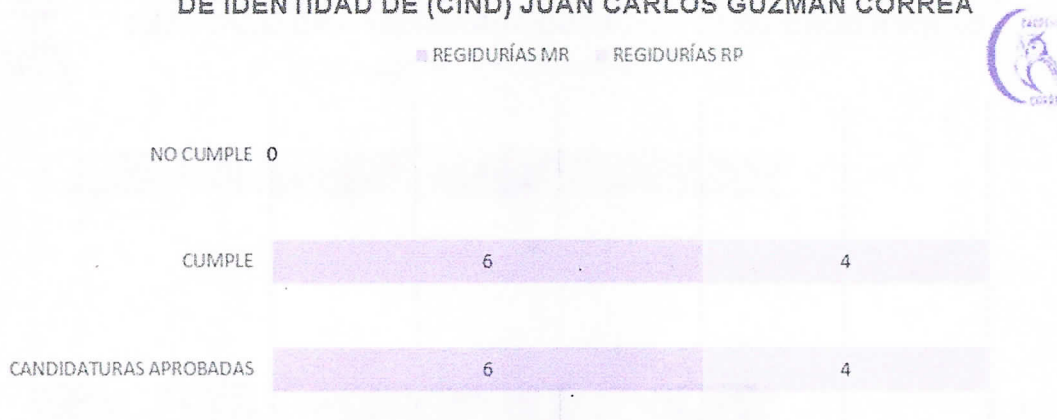 DE IDENTIDAD DE (CIND) JUAN CARLOS GUZMÁN CORREA
REGIDURÍAS MR REGIDURÍAS RP
NO CUMPLE 0
CUMPLE 6 4
CANDIDATURAS APROBADAS 6 4